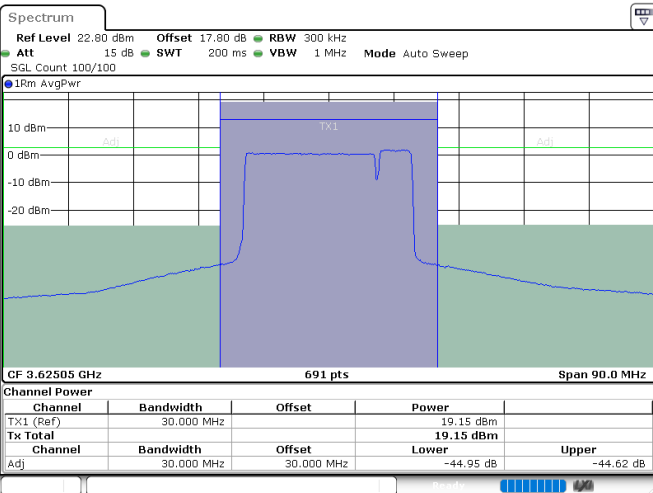 Spectrum
Ref Level 22.80 dBm Offset 17.80 dB RBW 300 kHz
Att 15 dB SWT 200 ms VBW 1 MHz Mode Auto Sweep
SGL Count 100/100
1Rm AvgPwr
TX1
10 dBm
Adj Adj
0 dBm
-10 dBm
-20 dBm
CF 3.62505 GHz 691 pts Span 90.0 MHz
Channel Power
Channel Bandwidth Offset Power
TX1 (Ref) 30.000 MHz 19.15 dBm
Tx Total 19.15 dBm
Channel Bandwidth Offset Lower Upper
Adj 30.000 MHz 30.000 MHz -44.95 dB -44.62 dB
Ready